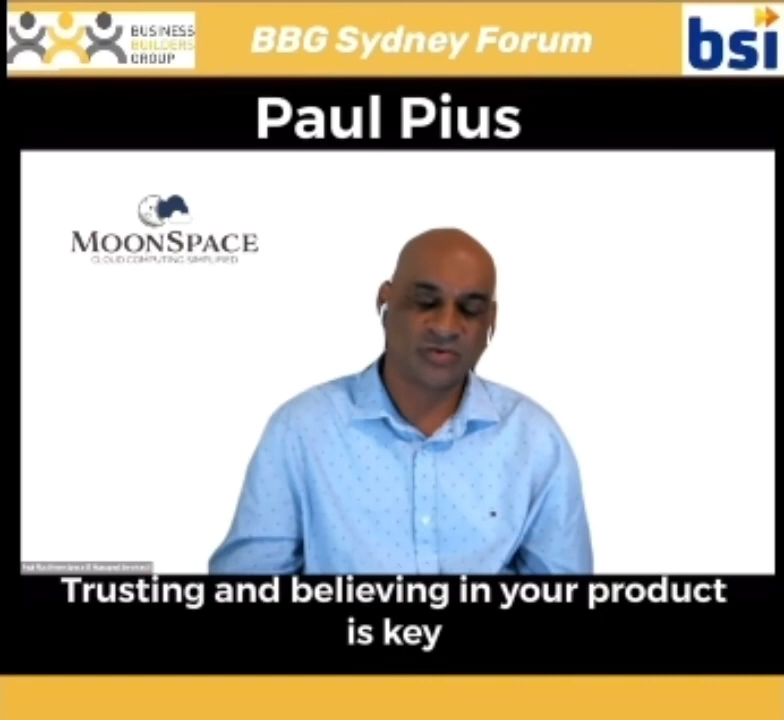 BUSINESS
BUILDERS
GROUP
BBG Sydney Forum
bsi
Paul Pius
MOONSPACE
CLOUD COMPUTING SIMPLIFIED
Trusting and believing in your product
is key